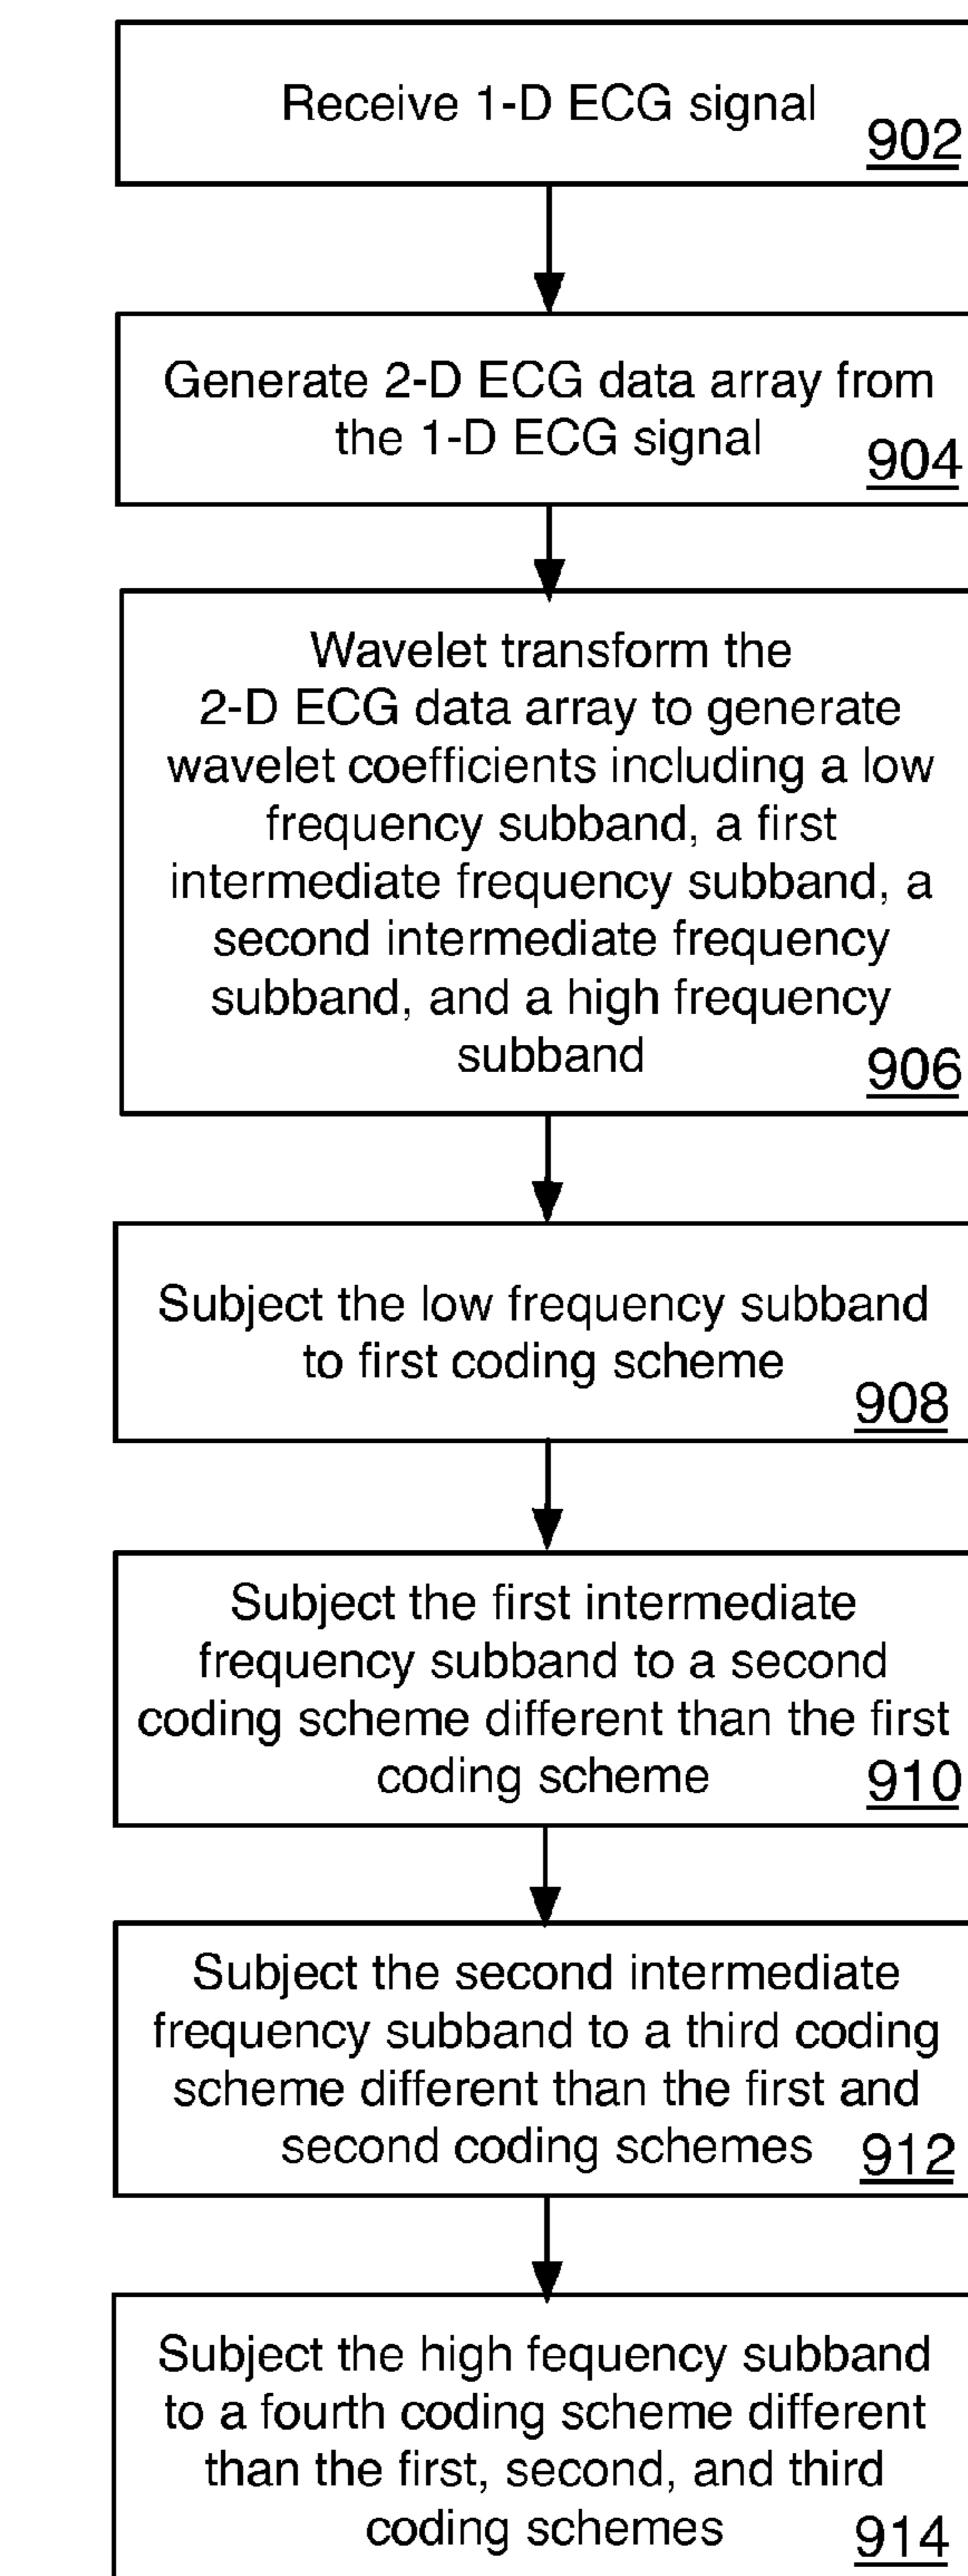 Receive 1-D ECG signal
902
Generate 2-D ECG data array from
the 1-D ECG signal
904
Wavelet transform the
2-D ECG data array to generate
wavelet coefficients including a low
frequency subband, a first
intermediate frequency subband, a
second intermediate frequency
subband, and a high frequency
subband
906
Subject the low frequency subband
to first coding scheme
908
Subject the first intermediate
frequency subband to a second
coding scheme different than the first
coding scheme
910
Subject the second intermediate
frequency subband to a third coding
scheme different than the first and
second coding schemes
912
Subject the high fequency subband
to a fourth coding scheme different
than the first, second, and third
coding schemes
914